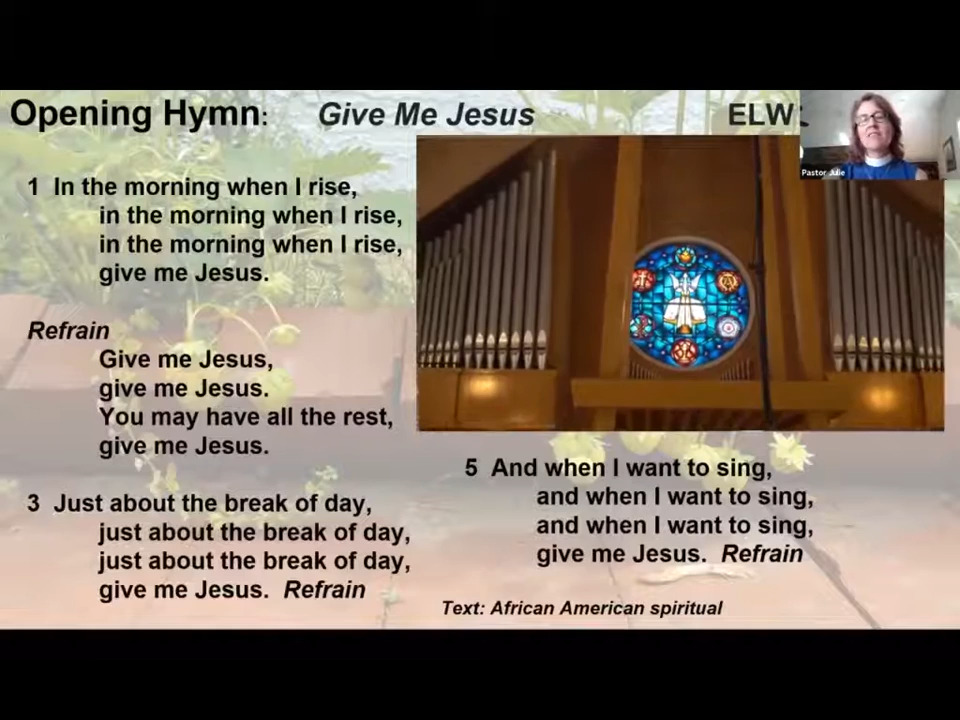 Opening Hymn: Give Me Jesus ELW
Pastor Julie
1 In the morning when I rise,
in the morning when I rise,
in the morning when I rise,
give me Jesus.
Refrain
Give me Jesus,
give me Jesus.
You may have all the rest,
give me Jesus.
3 Just about the break of day,
just about the break of day,
just about the break of day,
give me Jesus. Refrain
5 And when I want to sing,
and when I want to sing,
and when I want to sing,
give me Jesus. Refrain
Text: African American spiritual